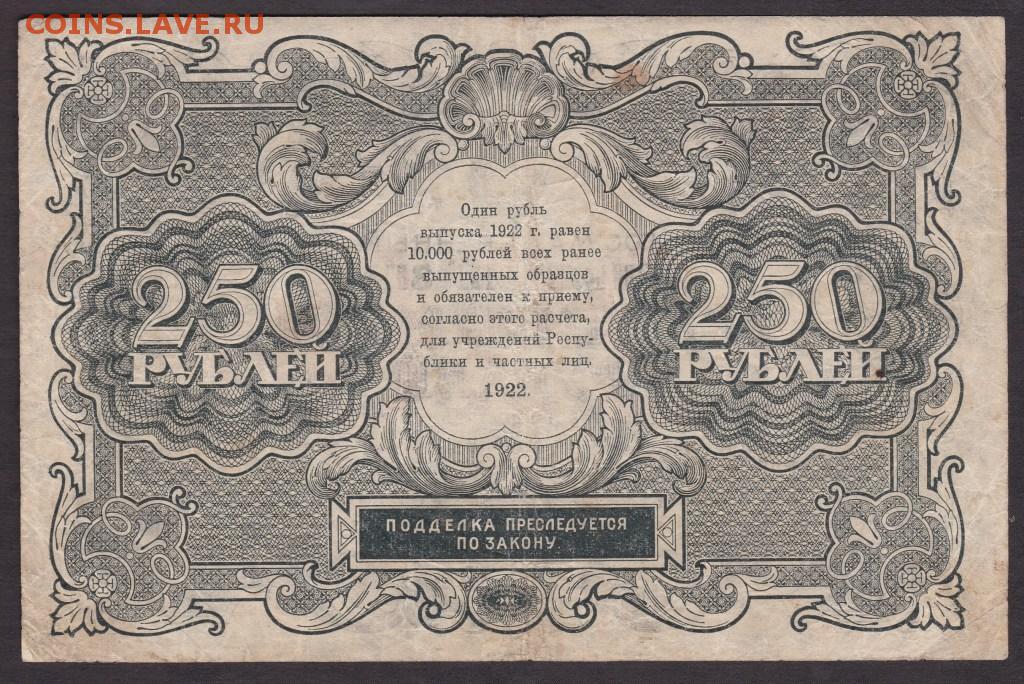 COINS.LAVE.РУ
Один рубль
выпуска 1922 г. равен
10.000 рублей всех ранее
выпущенных образцов
и обязателен к приему,
согласно этого расчета,
для учреждений Респу-
блики и частных лиц.
1922.
250
РУБЛЕЙ
250
РУБЛЕЙ.
ПОДДЕЛКА ПРЕСЛЕДУЕТСЯ
ПО ЗАКОНУ.